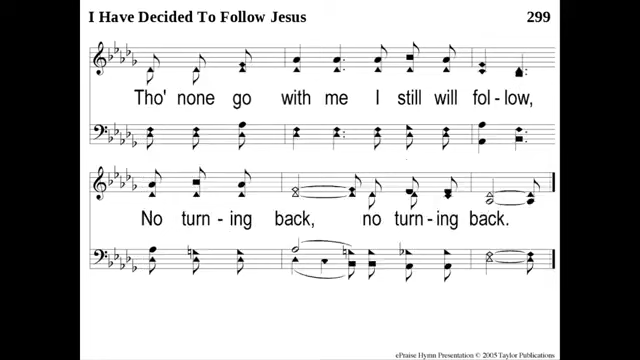 I Have Decided To Follow Jesus 299
Tho' none go with me I still will fol - low,
No turn - ing back, no turn - ing back.
ePraise Hymn Presentation © 2005 Taylor Publications